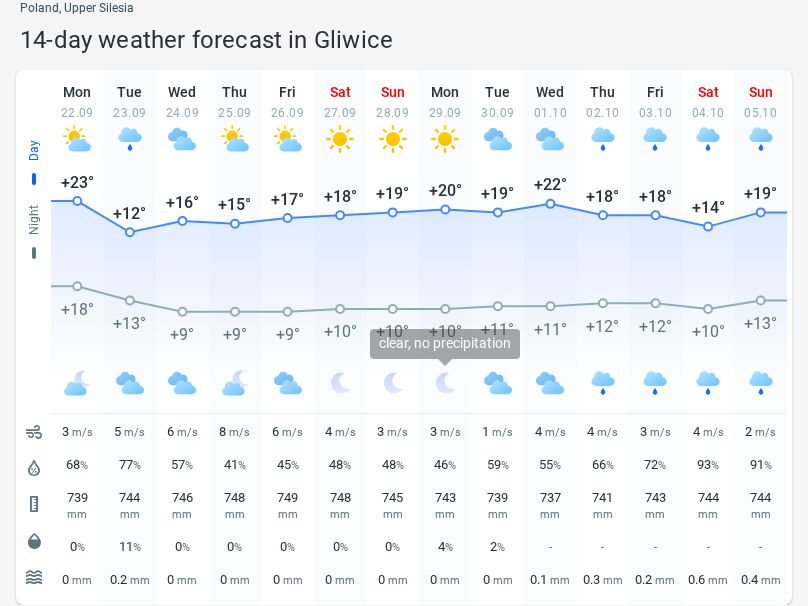 Poland, Upper Silesia
14-day weather forecast in Gliwice
Mon Tue Wed Thu Fri Sat Sun Mon Tue Wed Thu Fri Sat Sun
22.09 23.09 24.09 25.09 26.09 27.09 28.09 29.09 30.09 01.10 02.10 03.10 04.10 05.10
Day
+23° +12° +16° +15° +17° +18° +19° +20° +19° +22° +18° +18° +14° +19°
Night
+18° +13° +9° +9° +9° +10° +10° +10° +11° +11° +12° +12° +10° +13°
clear, no precipitation
3 m/s 5 m/s 6 m/s 8 m/s 6 m/s 4 m/s 3 m/s 3 m/s 1 m/s 4 m/s 4 m/s 3 m/s 4 m/s 2 m/s
68% 77% 57% 41% 45% 48% 48% 46% 59% 55% 66% 72% 93% 91%
739 744 746 748 749 748 745 743 739 737 741 743 744 744
mm mm mm mm mm mm mm mm mm mm mm mm mm mm
0% 11% 0% 0% 0% 0% 0% 4% 2% - - - - -
0 mm 0.2 mm 0 mm 0 mm 0 mm 0 mm 0 mm 0 mm 0 mm 0.1 mm 0.3 mm 0.2 mm 0.6 mm 0.4 mm